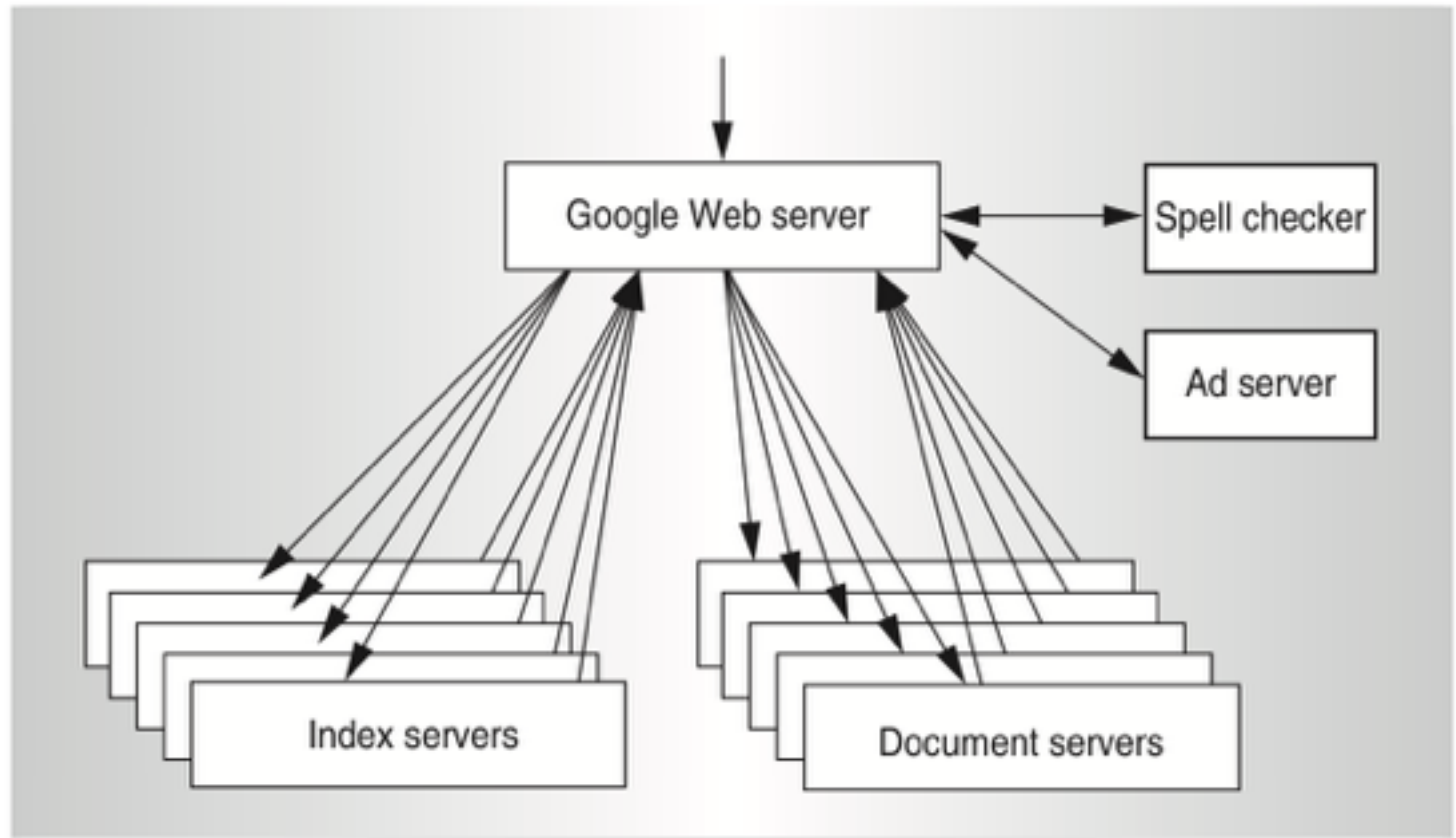 Google Web server
Spell checker
Ad server
Index servers
Document servers